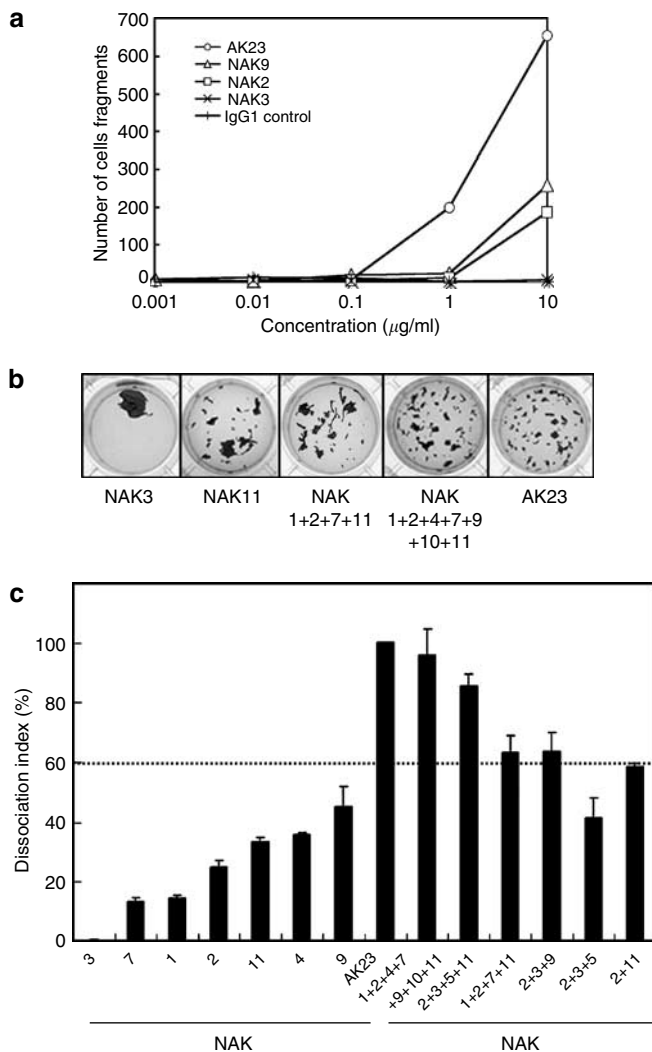 a
Number of cells fragments
700
600
500
400
300
200
100
0
AK23
NAK9
NAK2
NAK3
IgG1 control
0.001 0.01 0.1 1 10
Concentration (μg/ml)
b
NAK3 NAK11 NAK NAK AK23
1+2+7+11 1+2+4+7+9
+10+11
c
Dissociation index (%)
100
80
60
40
20
0
3 7 1 2 11 4 9 AK23 1+2+4+7 +9+10+11 2+3+5+11 1+2+7+11 2+3+9 2+3+5 2+11
NAK NAK